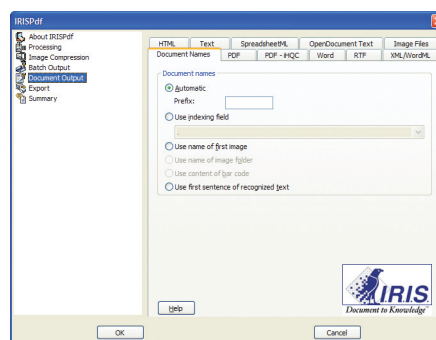 IRISPdf
About IRISPdf
Processing
Image Compression
Batch Output
Document Output
Export
Summary
HTML Text SpreadsheetML OpenDocument Text Image Files
Document Names PDF PDF - iHQC Word RTF XML/WordML
Document names
Automatic
Prefix:
Use indexing field
Use name of first image
Use name of image folder
Use content of bar code
Use first sentence of recognized text
I.R.I.S.
Document to Knowledge
Help
OK Cancel